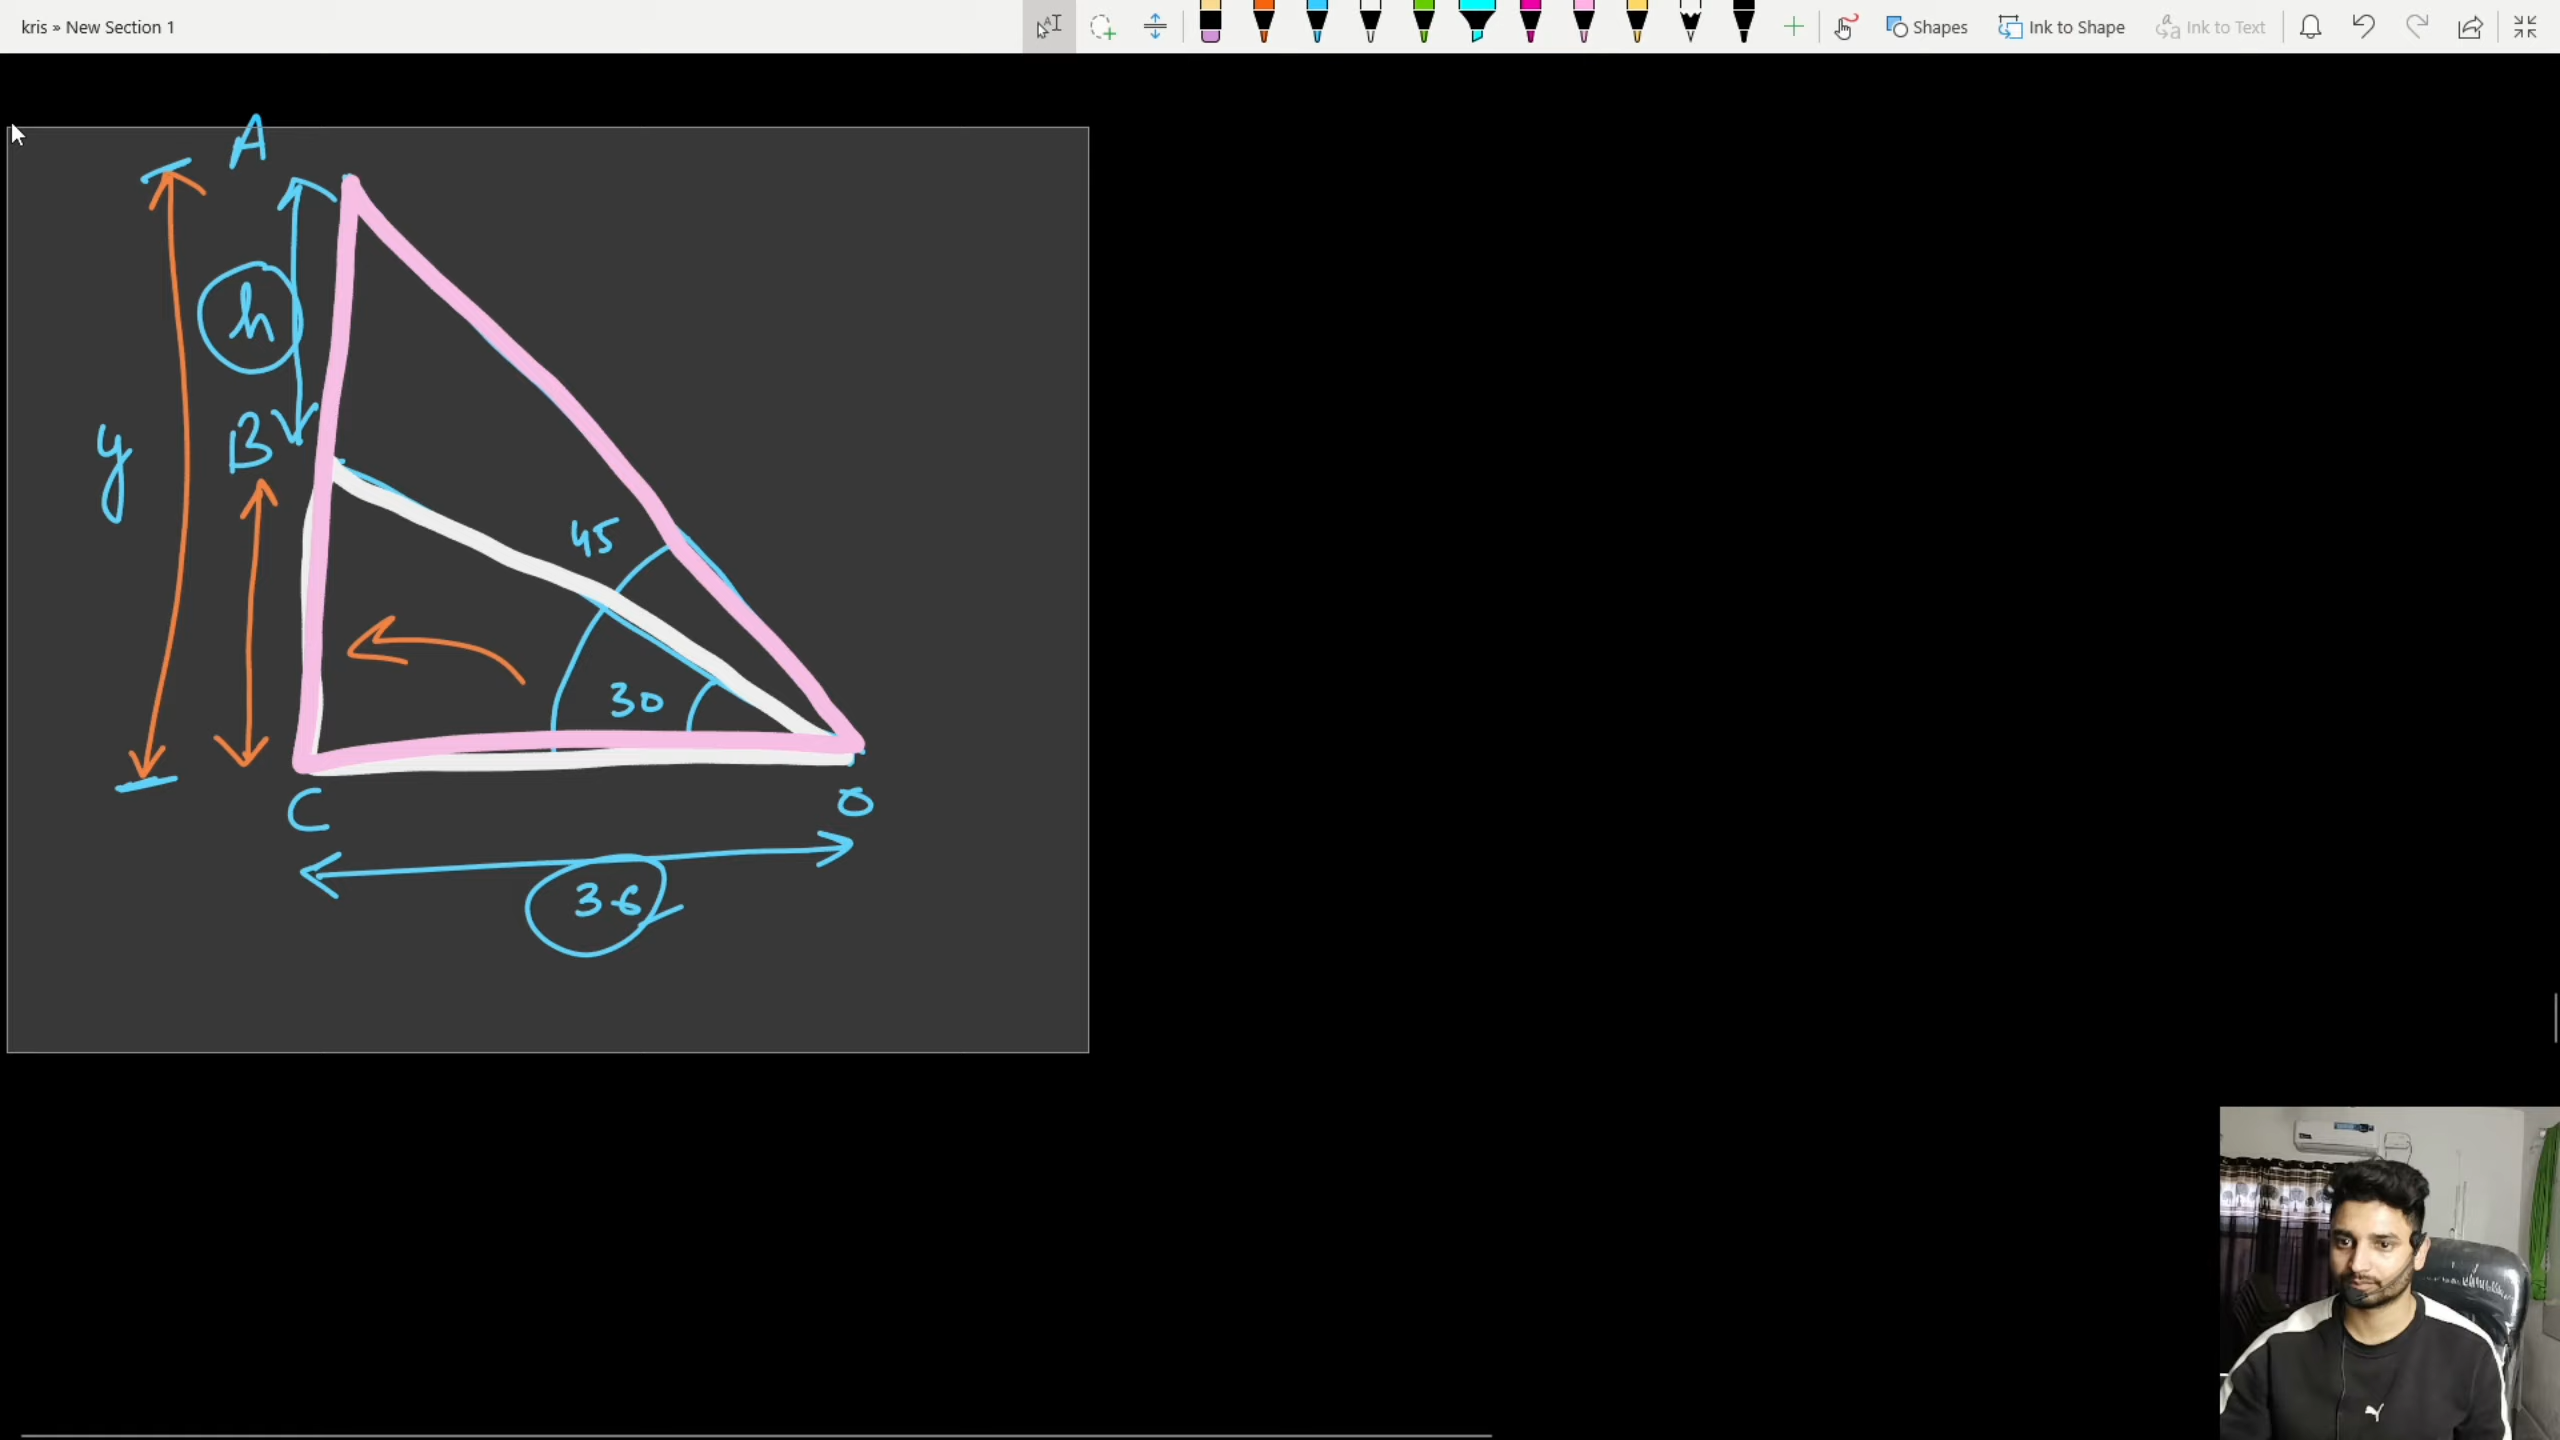 kris » New Section 1
Shapes
Ink to Shape
Ink to Text
A
h
y
B
45
30
C
O
36